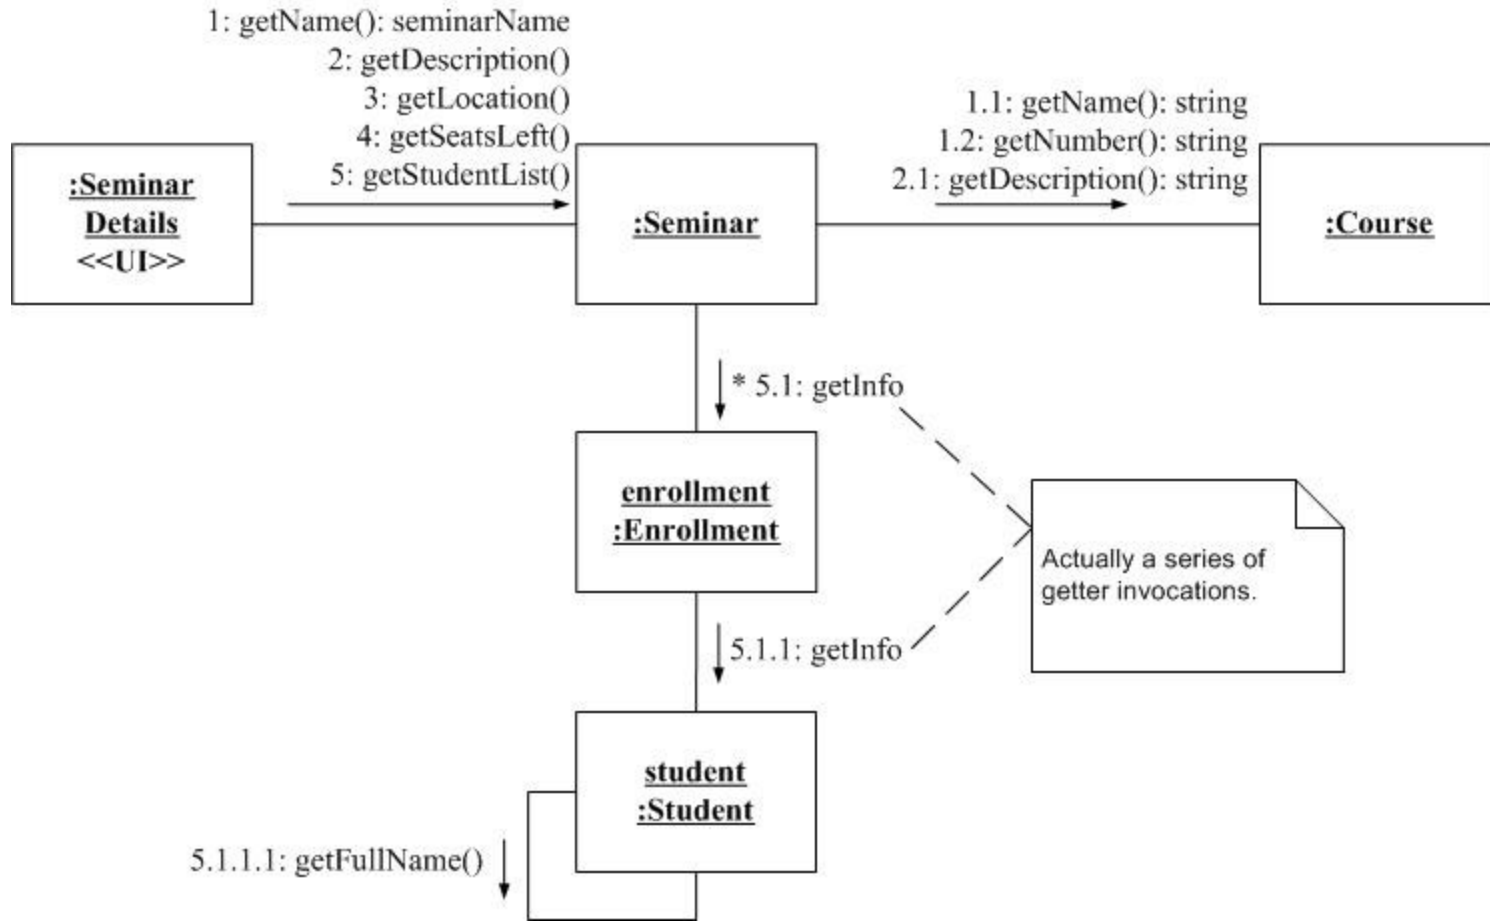 1: getName(): seminarName
2: getDescription()
3: getLocation()
4: getSeatsLeft()
5: getStudentList()
1.1: getName(): string
1.2: getNumber(): string
2.1: getDescription(): string
:Seminar
Details
<<UI>>
:Seminar
:Course
* 5.1: getInfo
enrollment
:Enrollment
Actually a series of
getter invocations.
5.1.1: getInfo
student
:Student
5.1.1.1: getFullName()